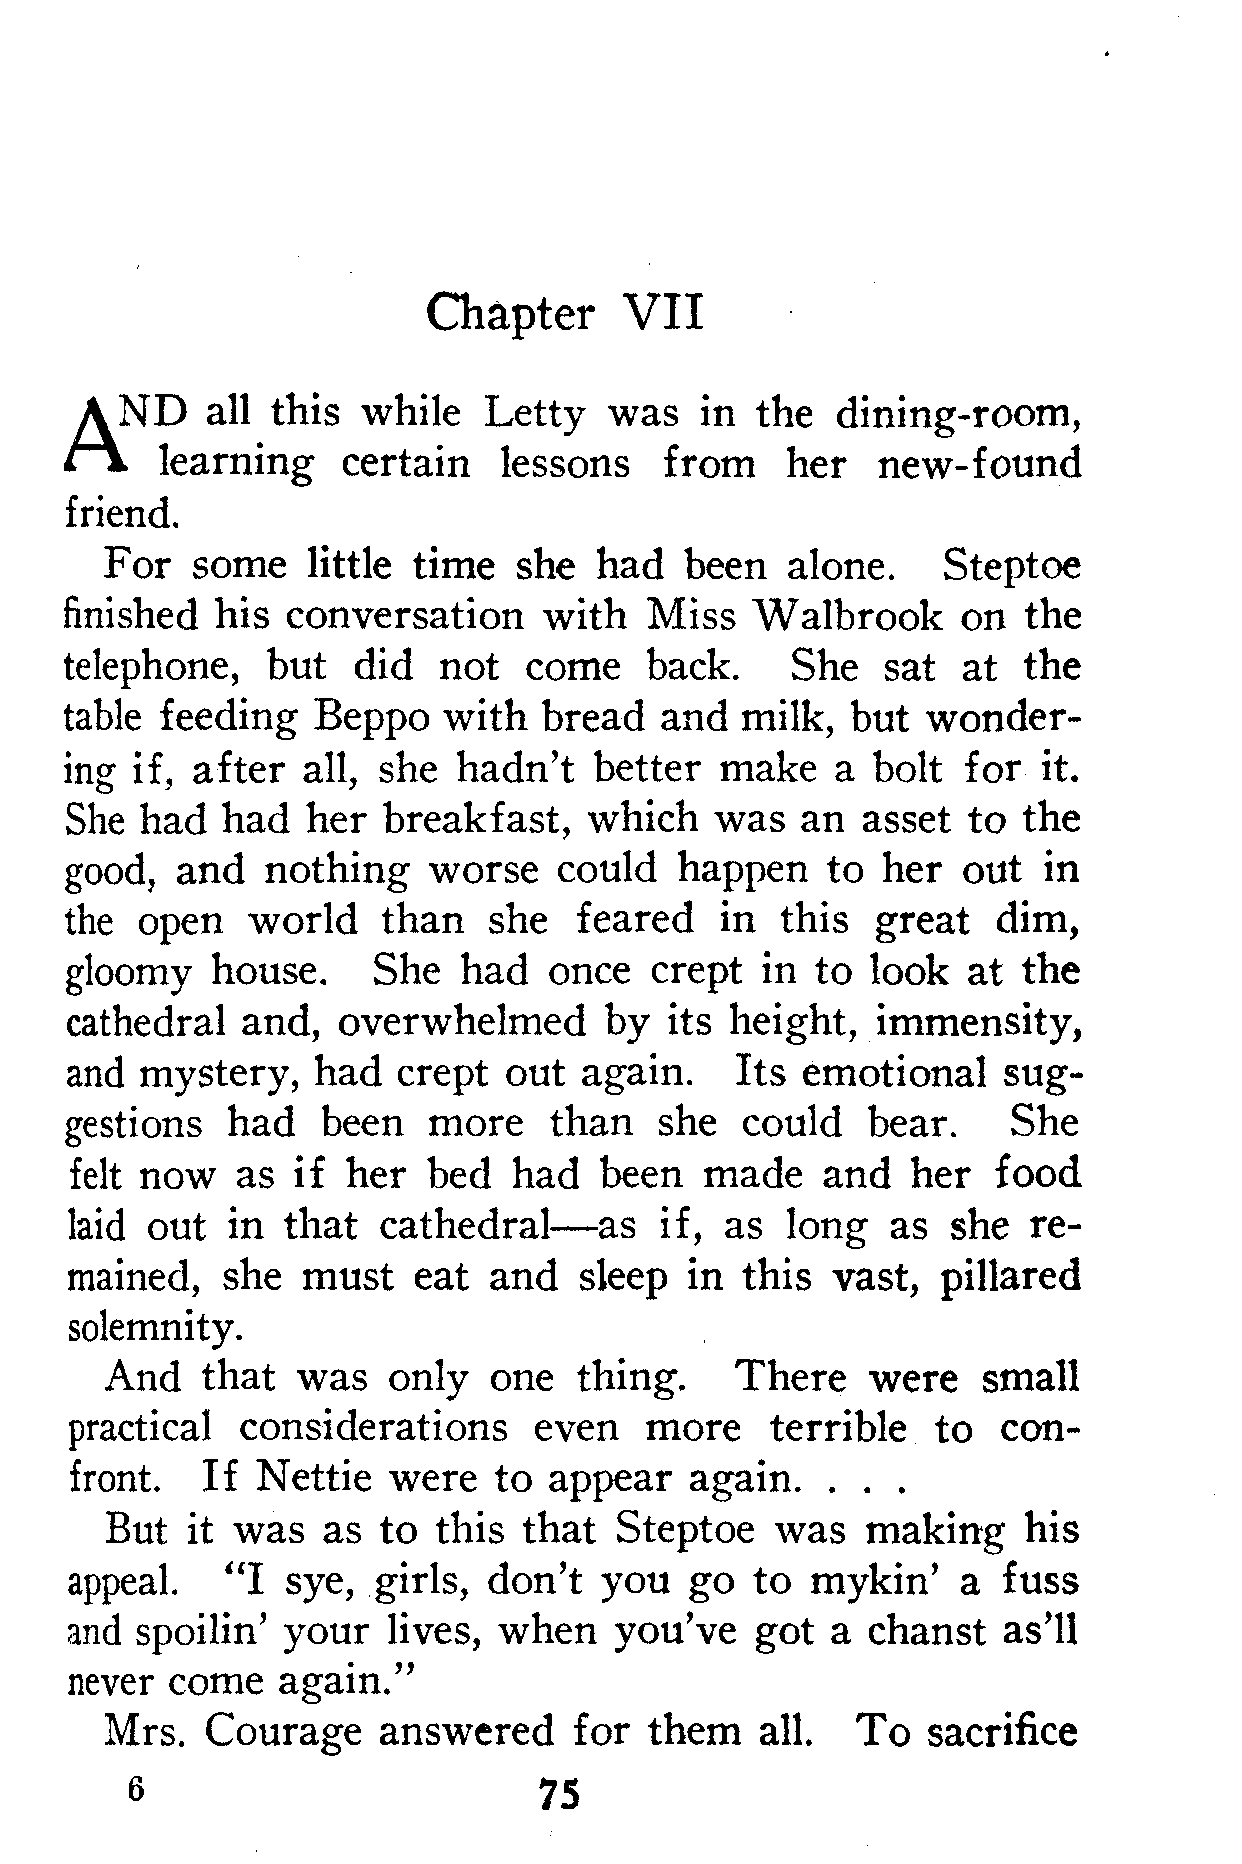 Chapter VII
AND all this while Letty was in the dining-room,
learning certain lessons from her new-found
friend.
For some little time she had been alone. Steptoe
finished his conversation with Miss Walbrook on the
telephone, but did not come back. She sat at the
table feeding Beppo with bread and milk, but wonder-
ing if, after all, she hadn't better make a bolt for it.
She had had her breakfast, which was an asset to the
good, and nothing worse could happen to her out in
the open world than she feared in this great dim,
gloomy house. She had once crept in to look at the
cathedral and, overwhelmed by its height, immensity,
and mystery, had crept out again. Its emotional sug-
gestions had been more than she could bear. She
felt now as if her bed had been made and her food
laid out in that cathedral—as if, as long as she re-
mained, she must eat and sleep in this vast, pillared
solemnity.
And that was only one thing. There were small
practical considerations even more terrible to con-
front. If Nettie were to appear again. . . .
But it was as to this that Steptoe was making his
appeal. "I sye, girls, don't you go to mykin' a fuss
and spoilin' your lives, when you've got a chanst as'll
never come again."
Mrs. Courage answered for them all. To sacrifice
6 75